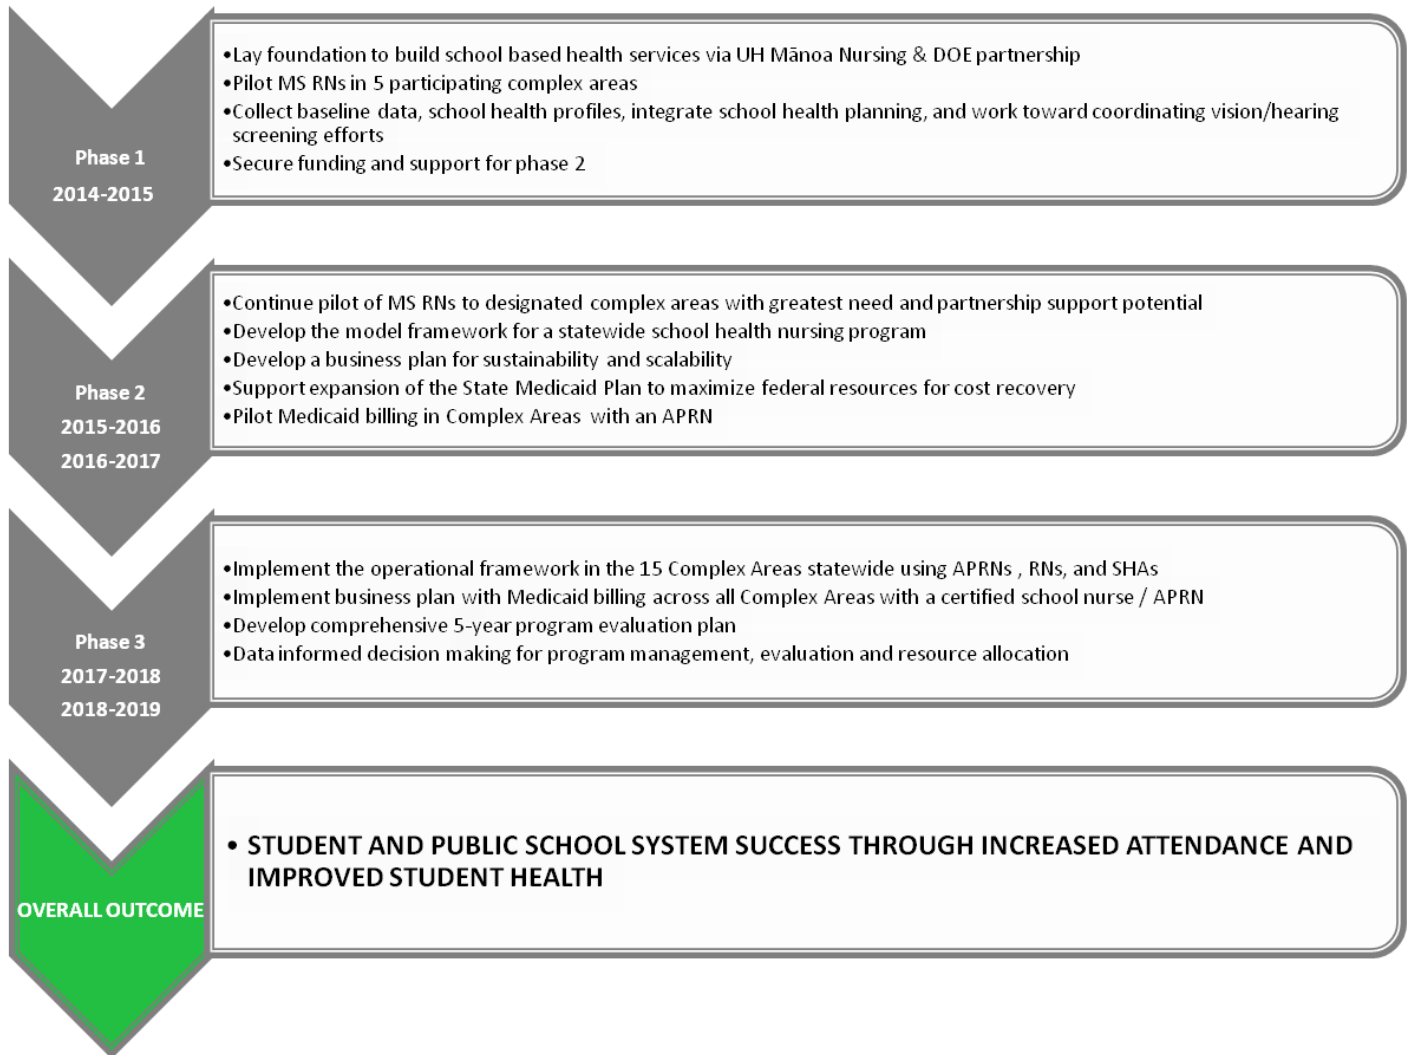 Phase 1
2014-2015
•Lay foundation to build school based health services via UH Mānoa Nursing & DOE partnership
•Pilot MS RNs in 5 participating complex areas
•Collect baseline data, school health profiles, integrate school health planning, and work toward coordinating vision/hearing
screening efforts
•Secure funding and support for phase 2
Phase 2
2015-2016
2016-2017
•Continue pilot of MS RNs to designated complex areas with greatest need and partnership support potential
•Develop the model framework for a statewide school health nursing program
•Develop a business plan for sustainability and scalability
•Support expansion of the State Medicaid Plan to maximize federal resources for cost recovery
•Pilot Medicaid billing in Complex Areas with an APRN
Phase 3
2017-2018
2018-2019
•Implement the operational framework in the 15 Complex Areas statewide using APRNs , RNs, and SHAs
•Implement business plan with Medicaid billing across all Complex Areas with a certified school nurse / APRN
•Develop comprehensive 5-year program evaluation plan
•Data informed decision making for program management, evaluation and resource allocation
OVERALL OUTCOME
• STUDENT AND PUBLIC SCHOOL SYSTEM SUCCESS THROUGH INCREASED ATTENDANCE AND
IMPROVED STUDENT HEALTH